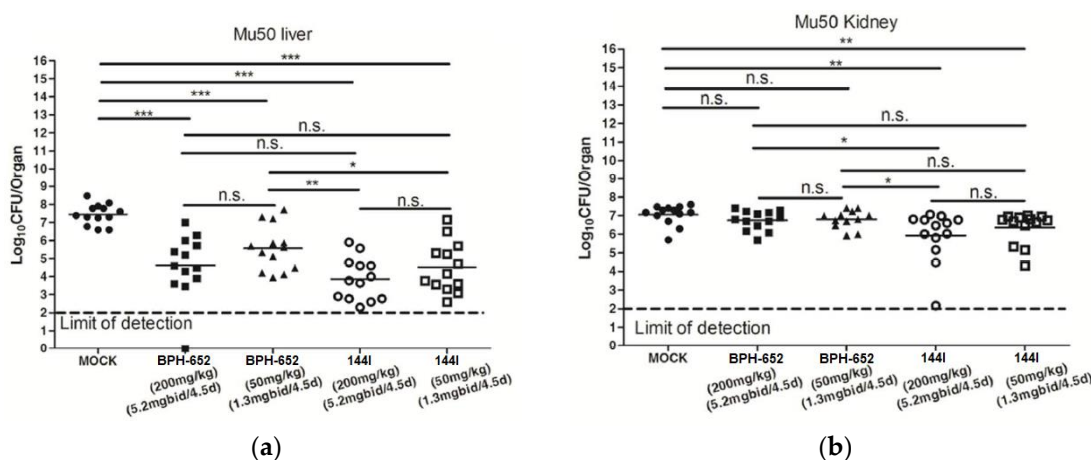 Mu50 liver
Log10CFU/Organ
16
15
14
13
12
11
10
9
8
7
6
5
4
3
2
1
0
***
***
***
***
n.s.
n.s.
*
**
n.s.
n.s.
Limit of detection
MOCK
BPH-652
(200mg/kg)
(5.2mgbid/4.5d)
BPH-652
(50mg/kg)
(1.3mgbid/4.5d)
144I
(200mg/kg)
(5.2mgbid/4.5d)
144I
(50mg/kg)
(1.3mgbid/4.5d)
(a)
Mu50 Kidney
Log10CFU/Organ
16
15
14
13
12
11
10
9
8
7
6
5
4
3
2
1
0
**
**
n.s.
n.s.
n.s.
*
n.s.
*
n.s.
n.s.
Limit of detection
MOCK
BPH-652
(200mg/kg)
(5.2mgbid/4.5d)
BPH-652
(50mg/kg)
(1.3mgbid/4.5d)
144I
(200mg/kg)
(5.2mgbid/4.5d)
144I
(50mg/kg)
(1.3mgbid/4.5d)
(b)